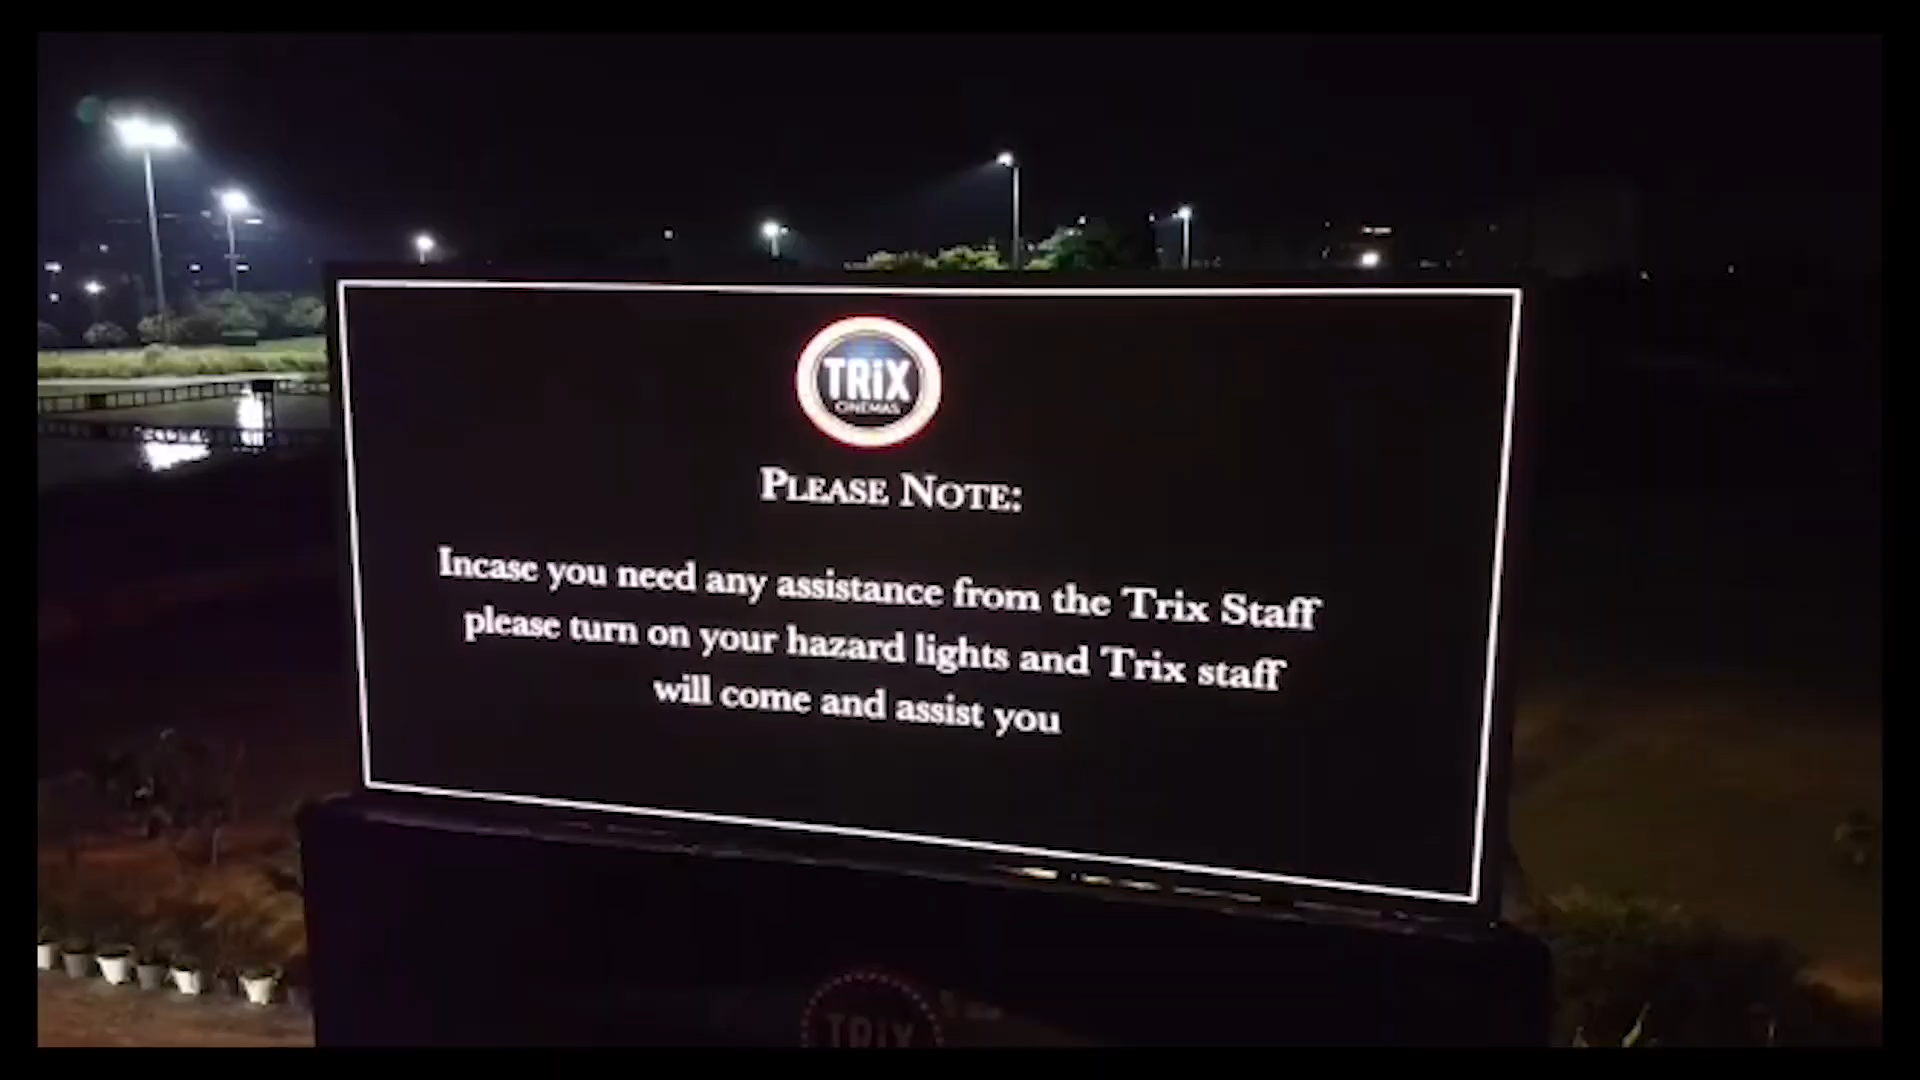 TRiX
CINEMAS
PLEASE NOTE:
Incase you need any assistance from the Trix Staff
please turn on your hazard lights and Trix staff
will come and assist you
TRIX